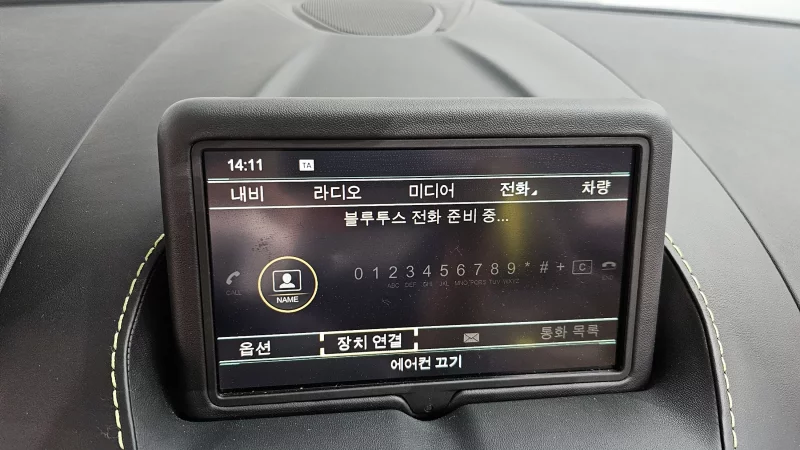 14:11 TA
내비 라디오 미디어 전화 차량
블루투스 전화 준비 중...
0 1 2 3 4 5 6 7 8 9 * # + C
CALL ABC DEF GHI JKL MNO PQRS TUV WXYZ END
NAME
옵션 장치 연결 통화 목록
에어컨 끄기